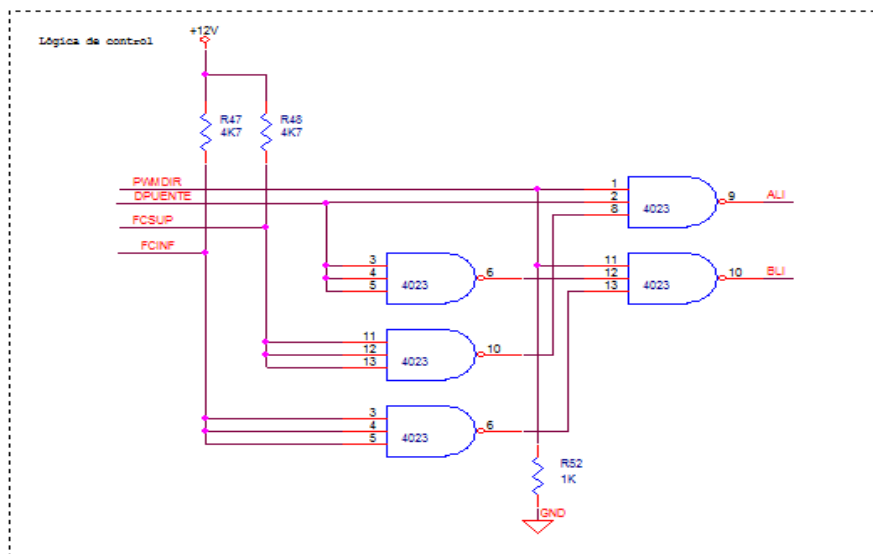 Lógica de control
+12V
R47
4K7
R48
4K7
PWMDIR
DPUENTE
FCSUP
FCINF
1
2
8
4023
9
ALI
3
4
5
4023
6
11
12
13
4023
10
BLI
11
12
13
4023
10
3
4
5
4023
6
R52
1K
GND